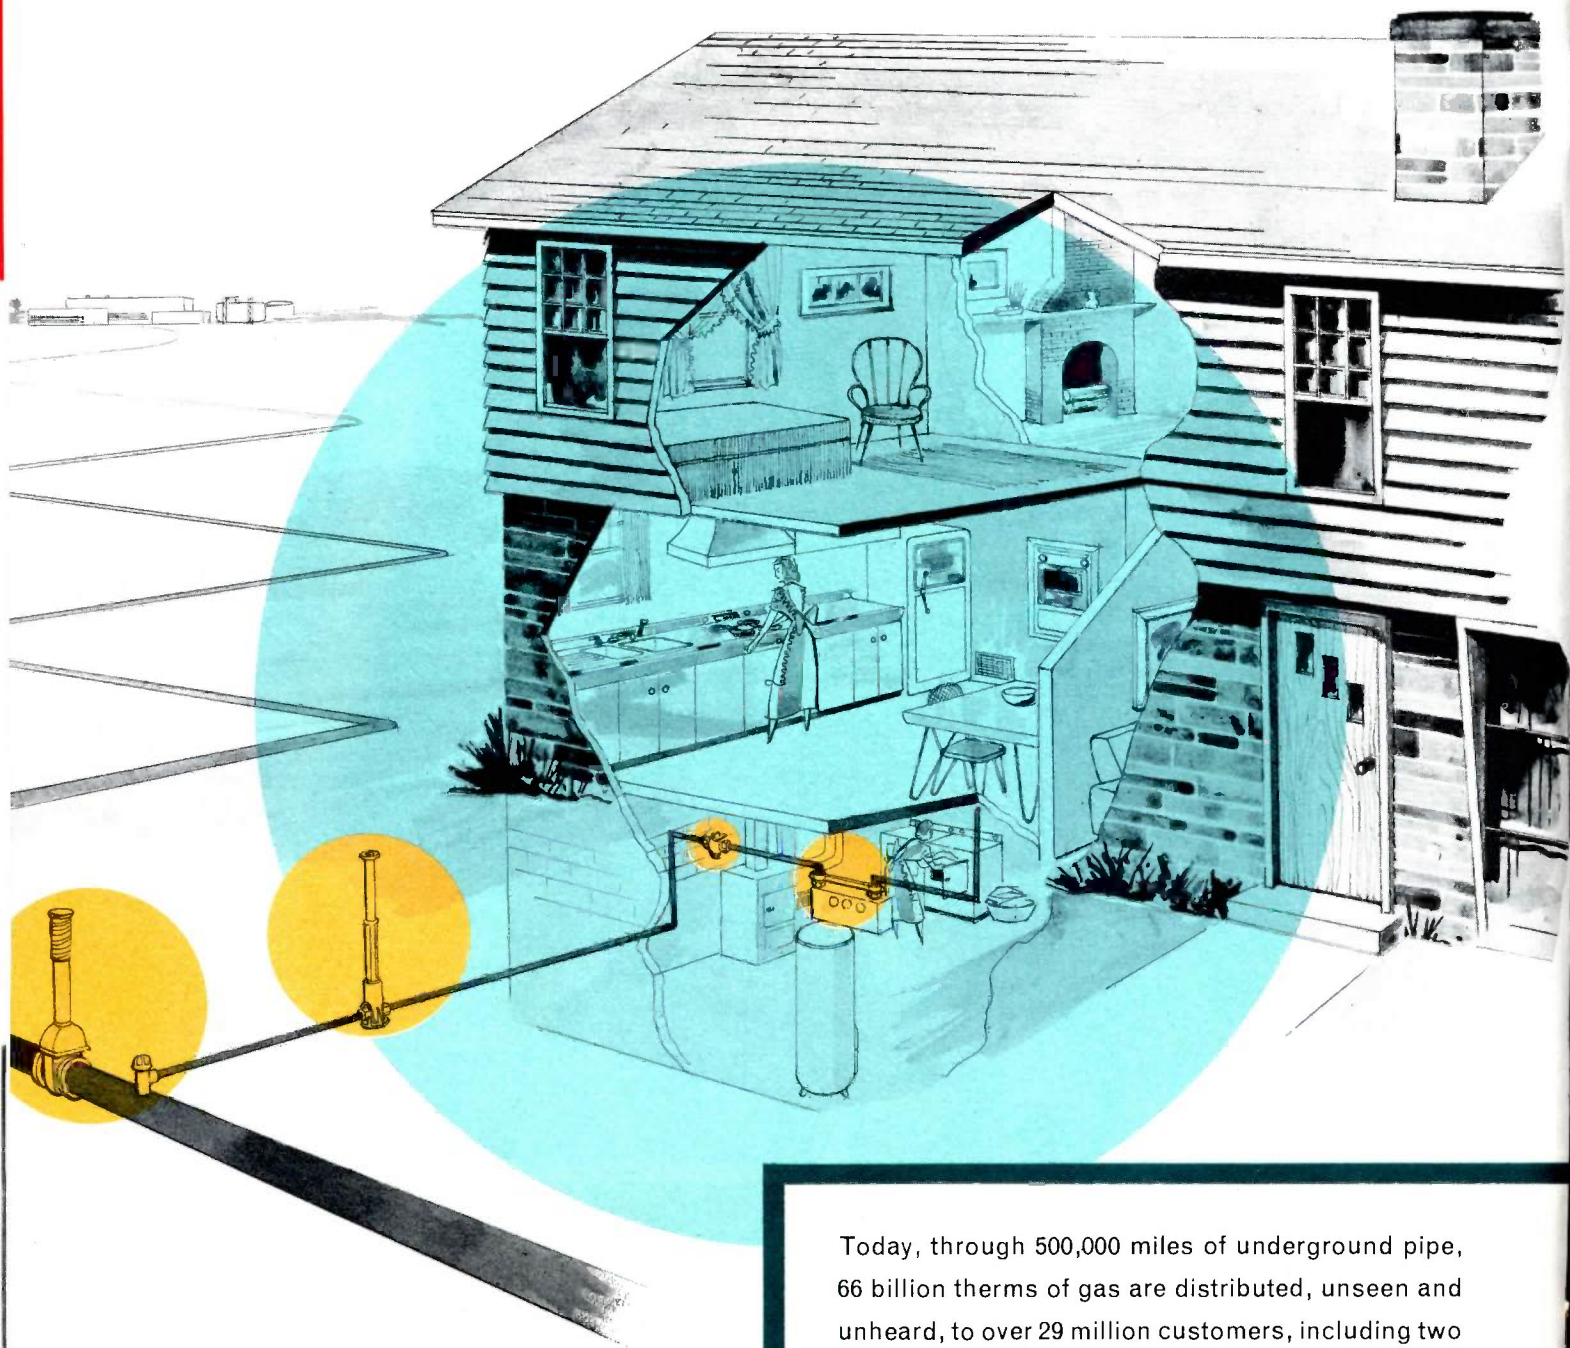 Today, through 500,000 miles of underground pipe,
66 billion therms of gas are distributed, unseen and
unheard, to over 29 million customers, including two